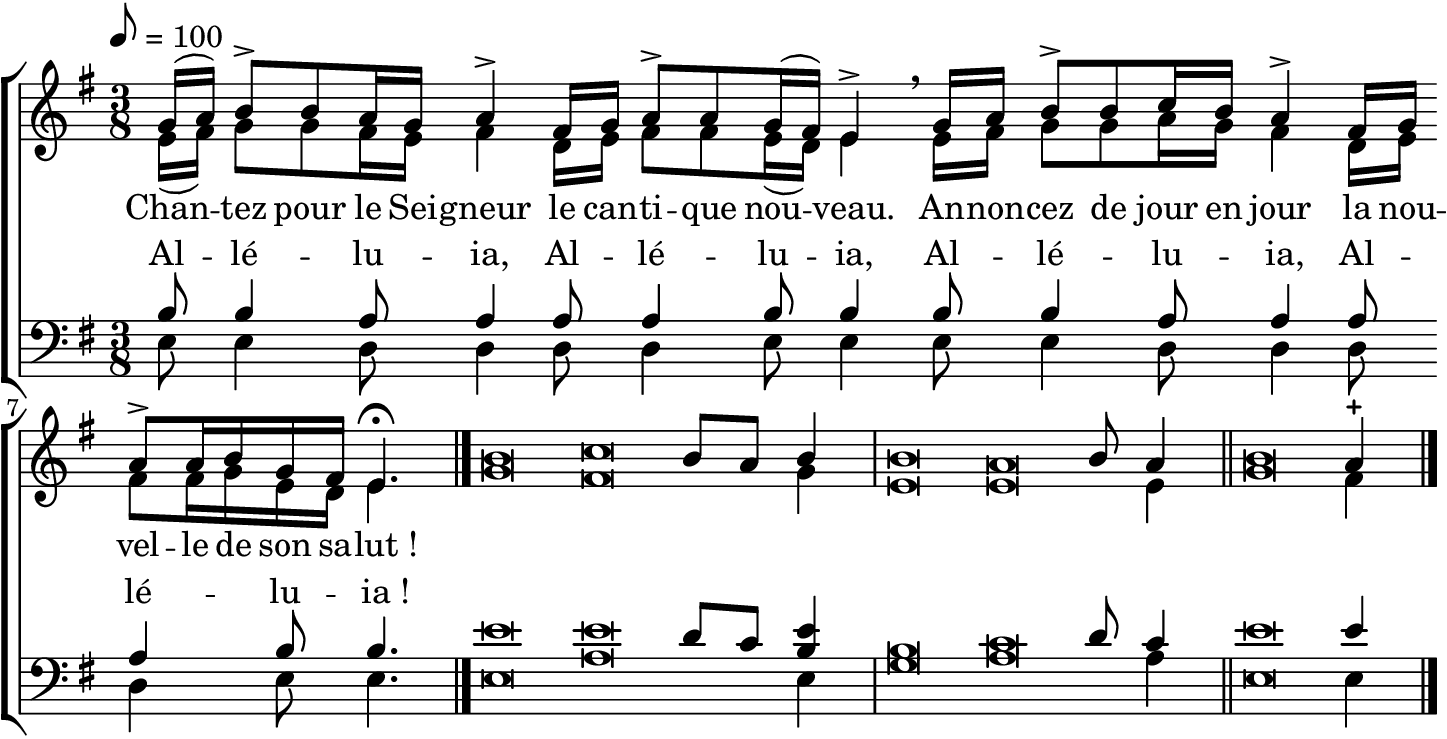 ♪ = 100
3 8
Chan -- tez pour le Seigneur le canti -- que nou -- veau. Annoncez de jour en jour la nou --
Al -- lé -- lu -- ia, Al -- lé -- lu -- ia, Al -- lé -- lu -- ia, Al --
3 8
7
vel -- le de son salut !
lé -- lu -- ia !